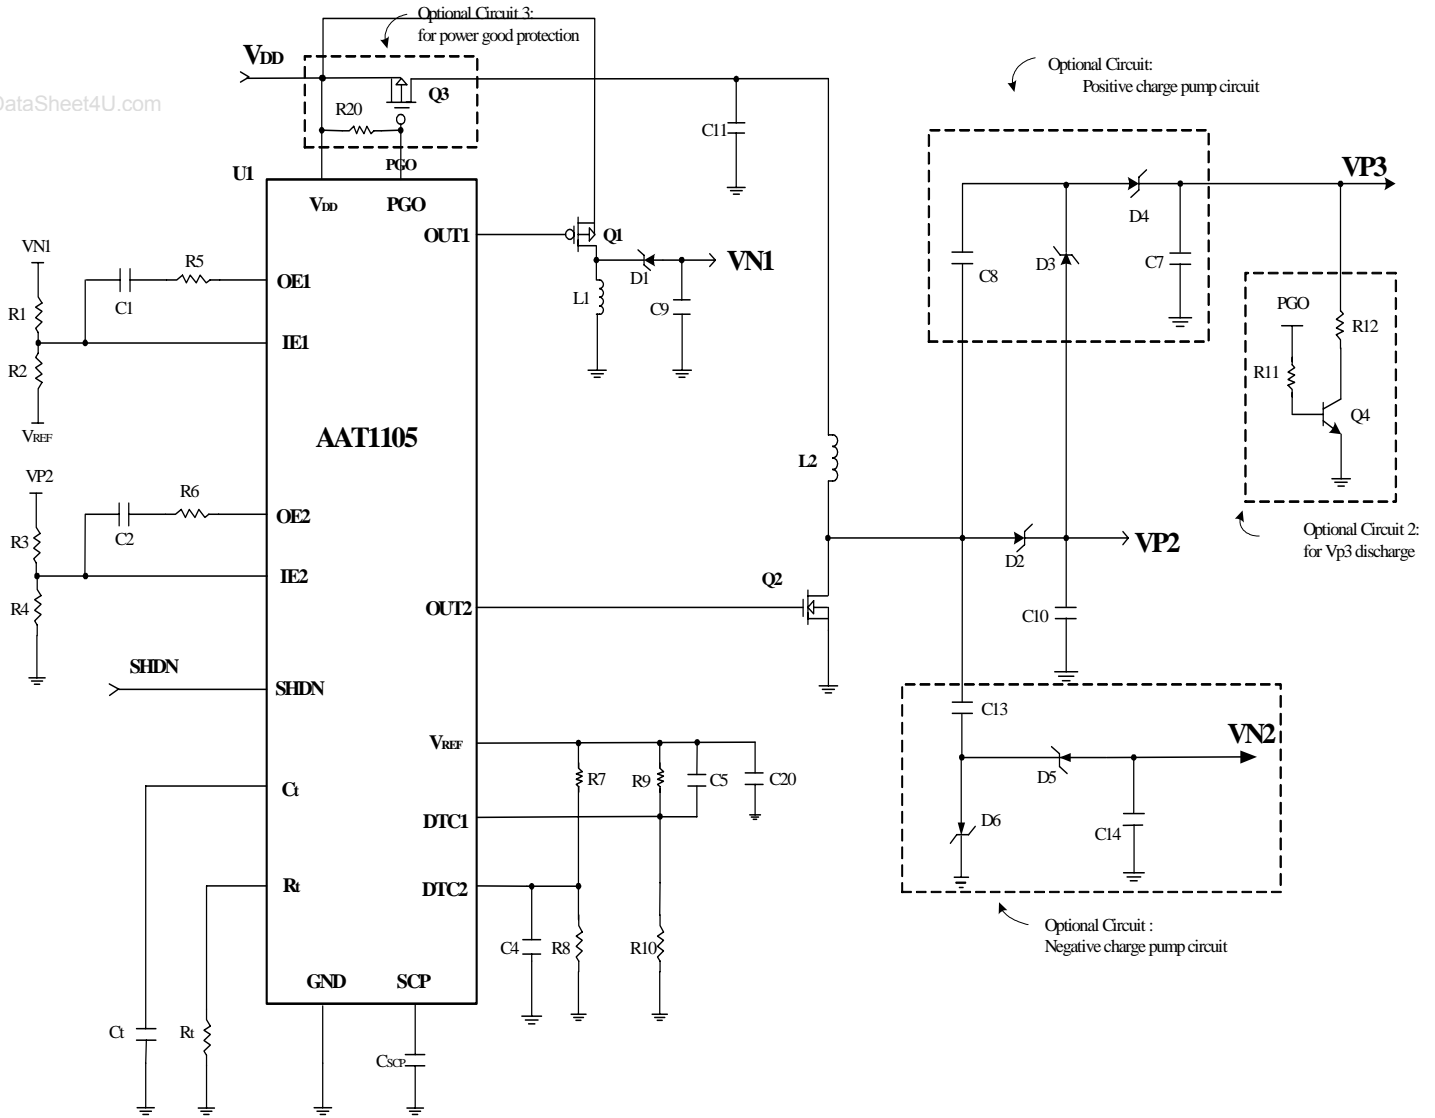 Optional Circuit 3:
for power good protection
VDD
DataSheet4U.com
Q3
R20
PGO
C11
Optional Circuit:
Positive charge pump circuit
U1
VDD
PGO
VP3
D4
OUT1
Q1
VN1
D1
L1
C9
C8
D3
C7
VN1
R5
OE1
C1
R1
IE1
R2
VREF
PGO
R12
R11
Q4
AAT1105
L2
VP2
R6
OE2
C2
R3
IE2
R4
Optional Circuit 2:
for Vp3 discharge
VP2
D2
Q2
OUT2
C10
SHDN
SHDN
C13
VREF
VN2
R7
R9
C5
C20
D5
Ct
DTC1
D6
C14
Rt
DTC2
C4
R8
R10
Optional Circuit :
Negative charge pump circuit
GND
SCP
Ct
Rt
CSCP